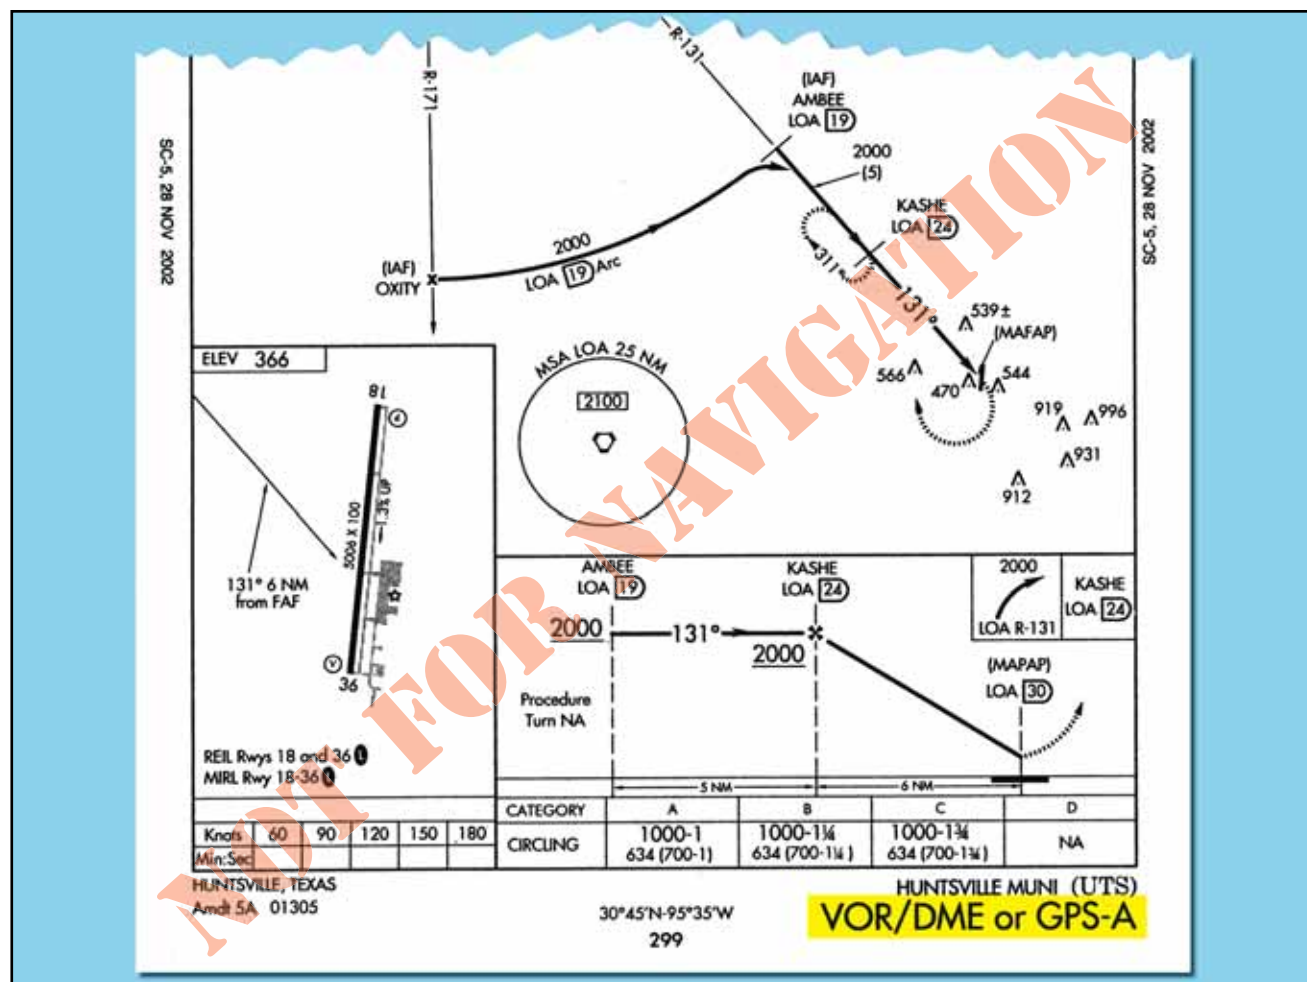 R-171
R-131
(IAF)
AMBEE
LOA 19
2000
(5)
KASHE
LOA 24
311°
131°
2000
LOA 19 Arc
(IAF)
OXITY
SC-5, 28 NOV 2002
SC-5, 28 NOV 2002
539±
(MAFAP)
566
470
544
919
996
931
912
MSA LOA 25 NM
2100
ELEV 366
18
5006 X 100
1.3% UP
36
131° 6 NM
from FAF
REIL Rwys 18 and 36 L
MIRL Rwy 18-36 L
AMBEE
LOA 19
KASHE
LOA 24
2000
131°
2000
Procedure
Turn NA
2000
LOA R-131
KASHE
LOA 24
(MAPAP)
LOA 30
5 NM
6 NM
CATEGORY A B C D
CIRCLING 1000-1 1000-1¼ 1000-1¾ NA
634 (700-1) 634 (700-1¼) 634 (700-1¾)
Knots 60 90 120 150 180
Min:Sec
HUNTSVILLE, TEXAS
Amdt 5A 01305
30°45'N-95°35'W
299
HUNTSVILLE MUNI (UTS)
VOR/DME or GPS-A
NOT FOR NAVIGATION